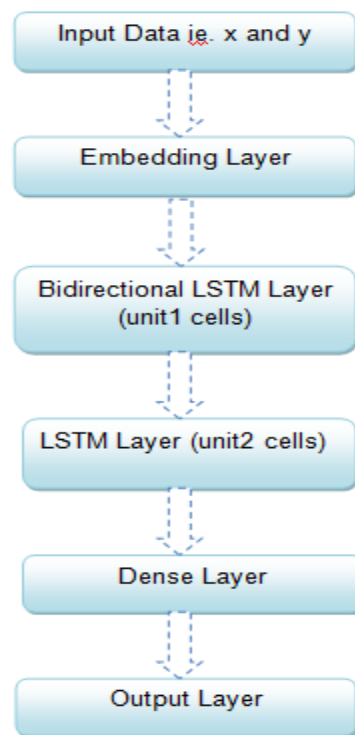 Input Data ie. x and y
Embedding Layer
Bidirectional LSTM Layer
(unit1 cells)
LSTM Layer (unit2 cells)
Dense Layer
Output Layer